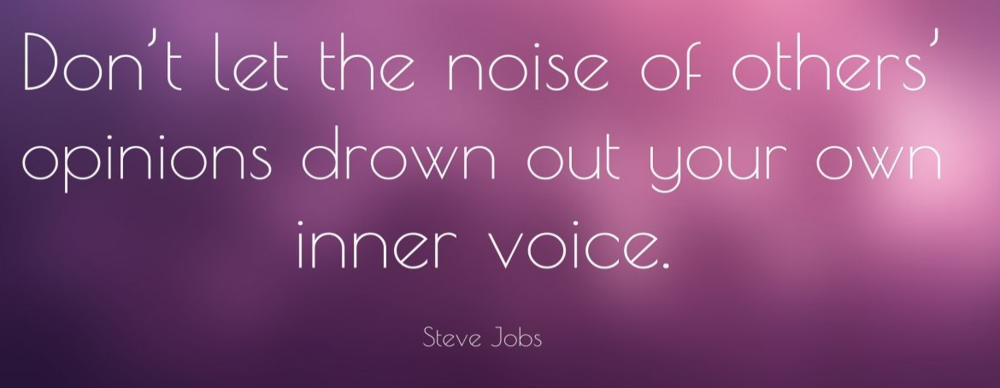 Don’t let the noise of others’
opinions drown out your own
inner voice.
Steve Jobs